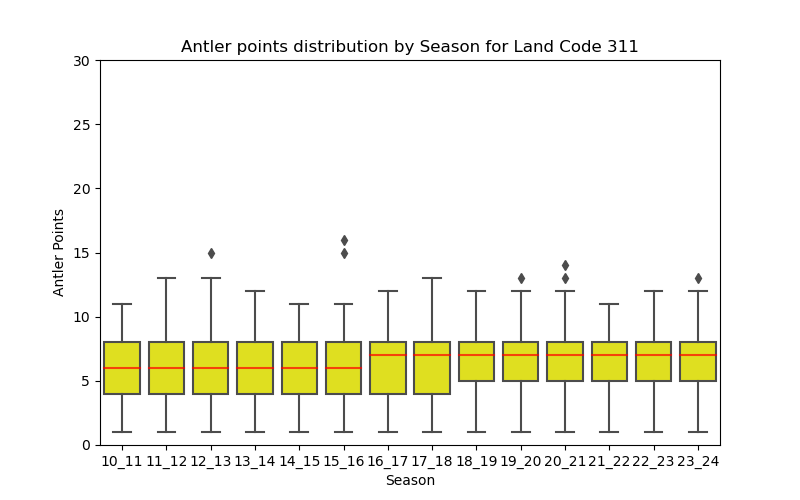 Antler points distribution by Season for Land Code 311
Antler Points
30
25
20
15
10
5
0
10_11 11_12 12_13 13_14 14_15 15_16 16_17 17_18 18_19 19_20 20_21 21_22 22_23 23_24
Season